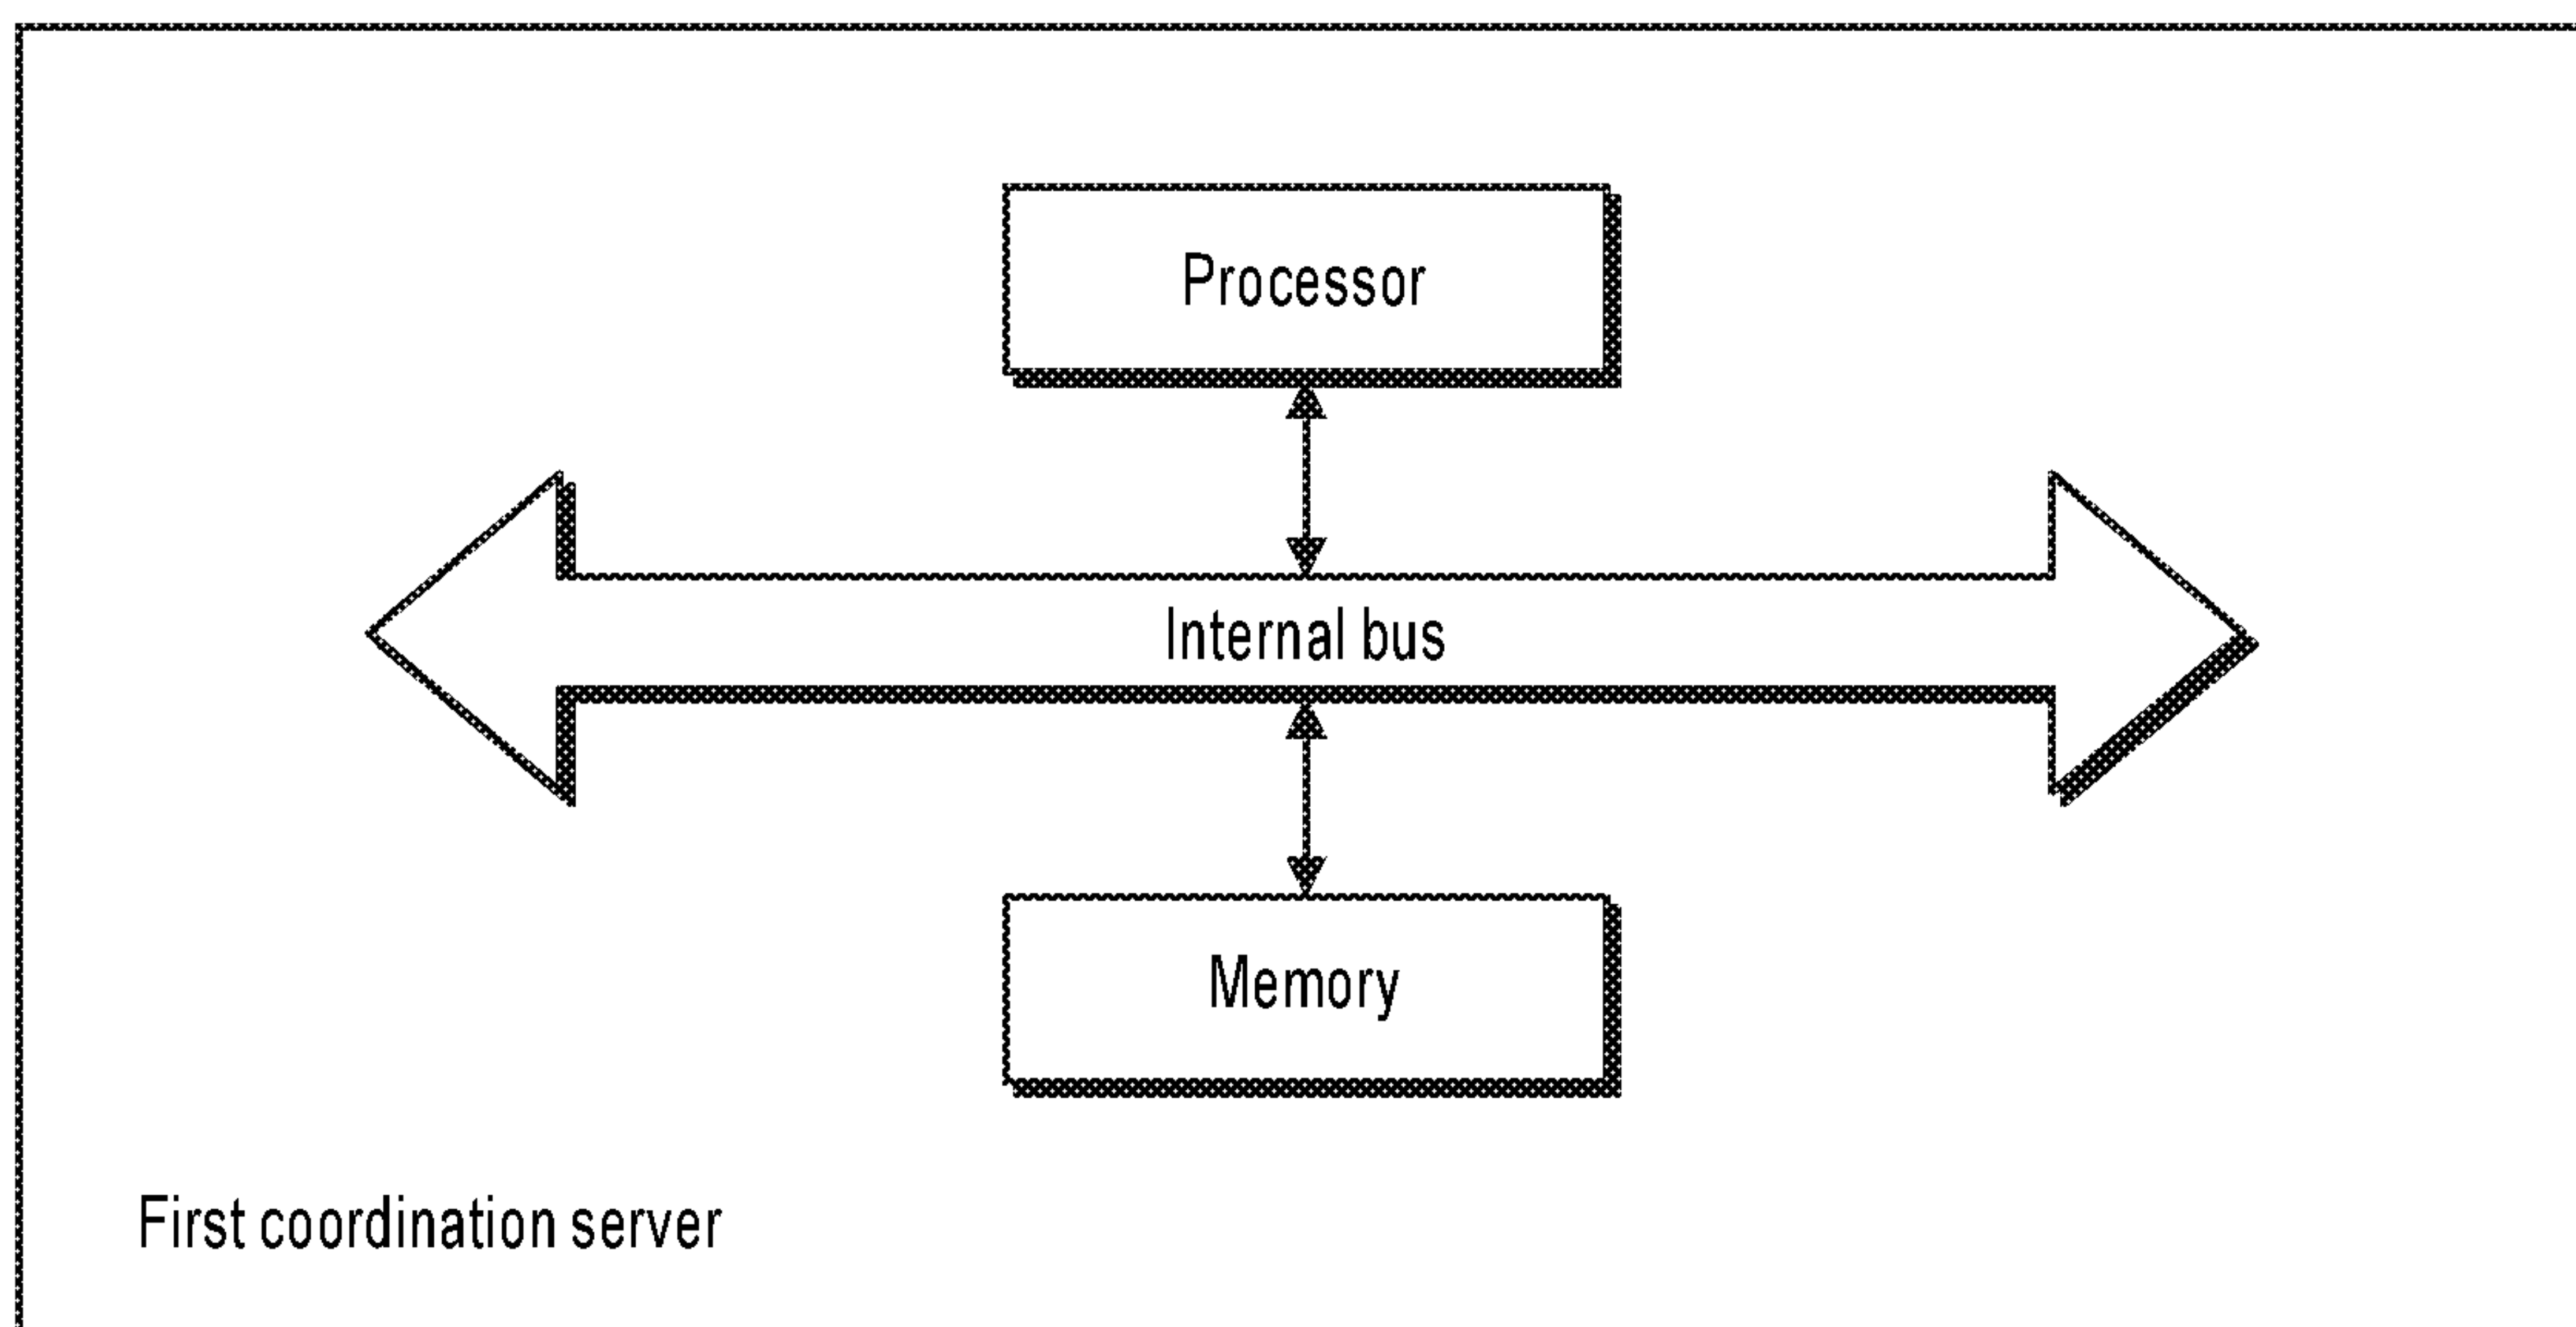 Processor
Internal bus
Memory
First coordination server